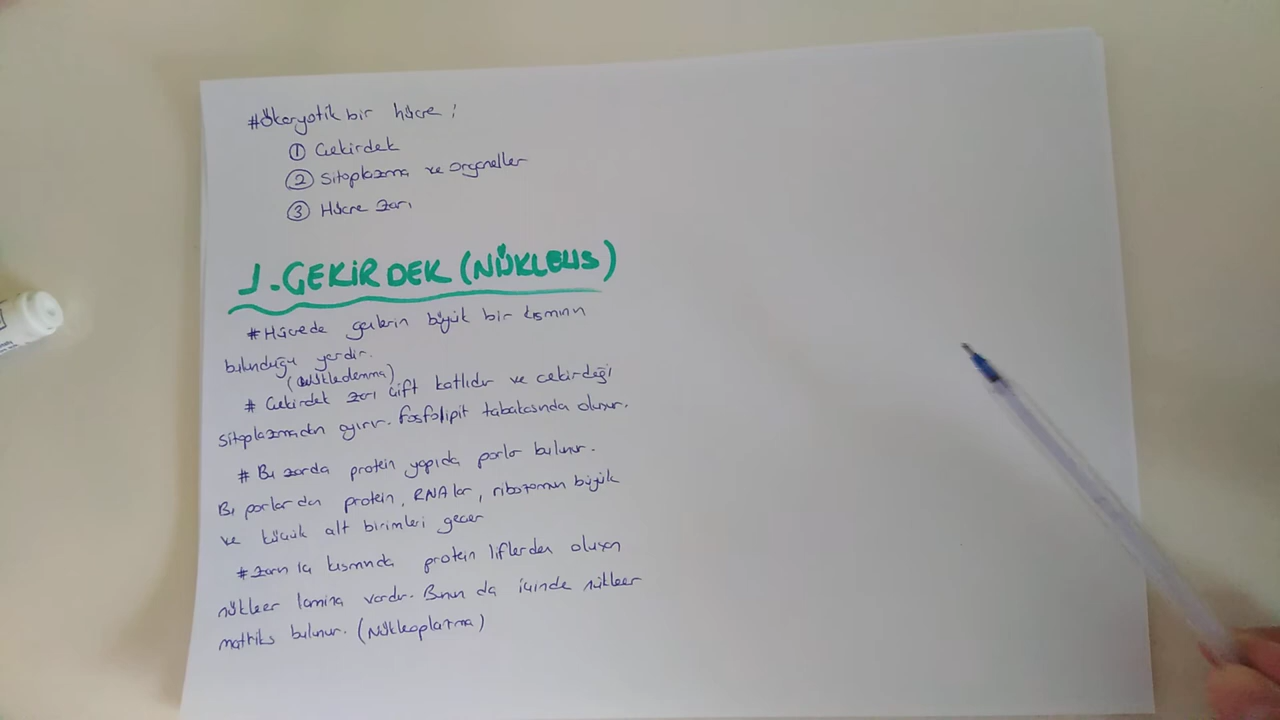 #Ökaryotik bir hücre:
① Çekirdek
② Sitoplazma ve organeller
③ Hücre zarı
1. ÇEKİRDEK (NÜKLEUS)
#Hücrede genlerin büyük bir kısmının
bulunduğu yerdir.
# Çekirdek zarı çift katlıdır ve çekirdeği
sitoplazmadan ayırır. Fosfolipit tabakasında oluşur.
# Bu zarda protein yapıda porlar bulunur.
Bu porlardan protein, RNAlar, ribozomun büyük
ve küçük alt birimleri geçer
#Zarın iç kısmında protein liflerden oluşan
nükleer lamina vardır. Bunun da içinde nükleer
matriks bulunur. (Nükleoplazma)